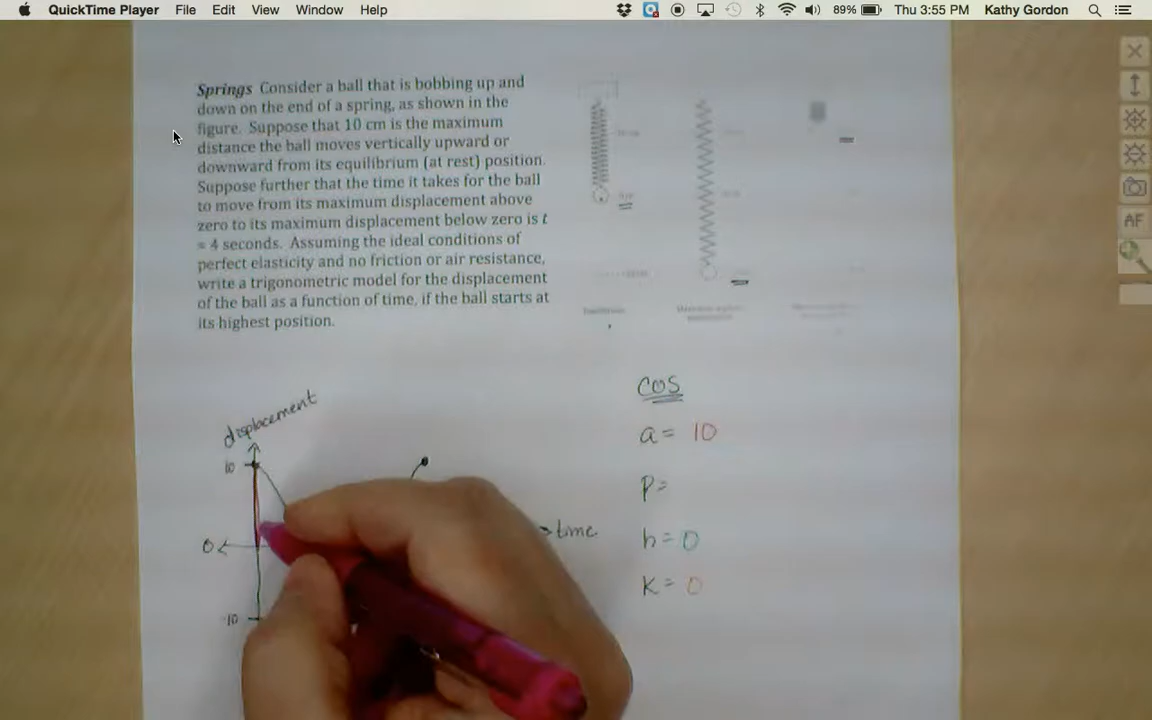 QuickTime Player File Edit View Window Help 89% Thu 3:55 PM Kathy Gordon
Springs Consider a ball that is bobbing up and
down on the end of a spring, as shown in the
figure. Suppose that 10 cm is the maximum
distance the ball moves vertically upward or
downward from its equilibrium (at rest) position.
Suppose further that the time it takes for the ball
to move from its maximum displacement above
zero to its maximum displacement below zero is t
= 4 seconds. Assuming the ideal conditions of
perfect elasticity and no friction or air resistance,
write a trigonometric model for the displacement
of the ball as a function of time, if the ball starts at
its highest position.
AF
displacement
10
0
-10
time
cos
a = 10
p=
h = 0
k = 0